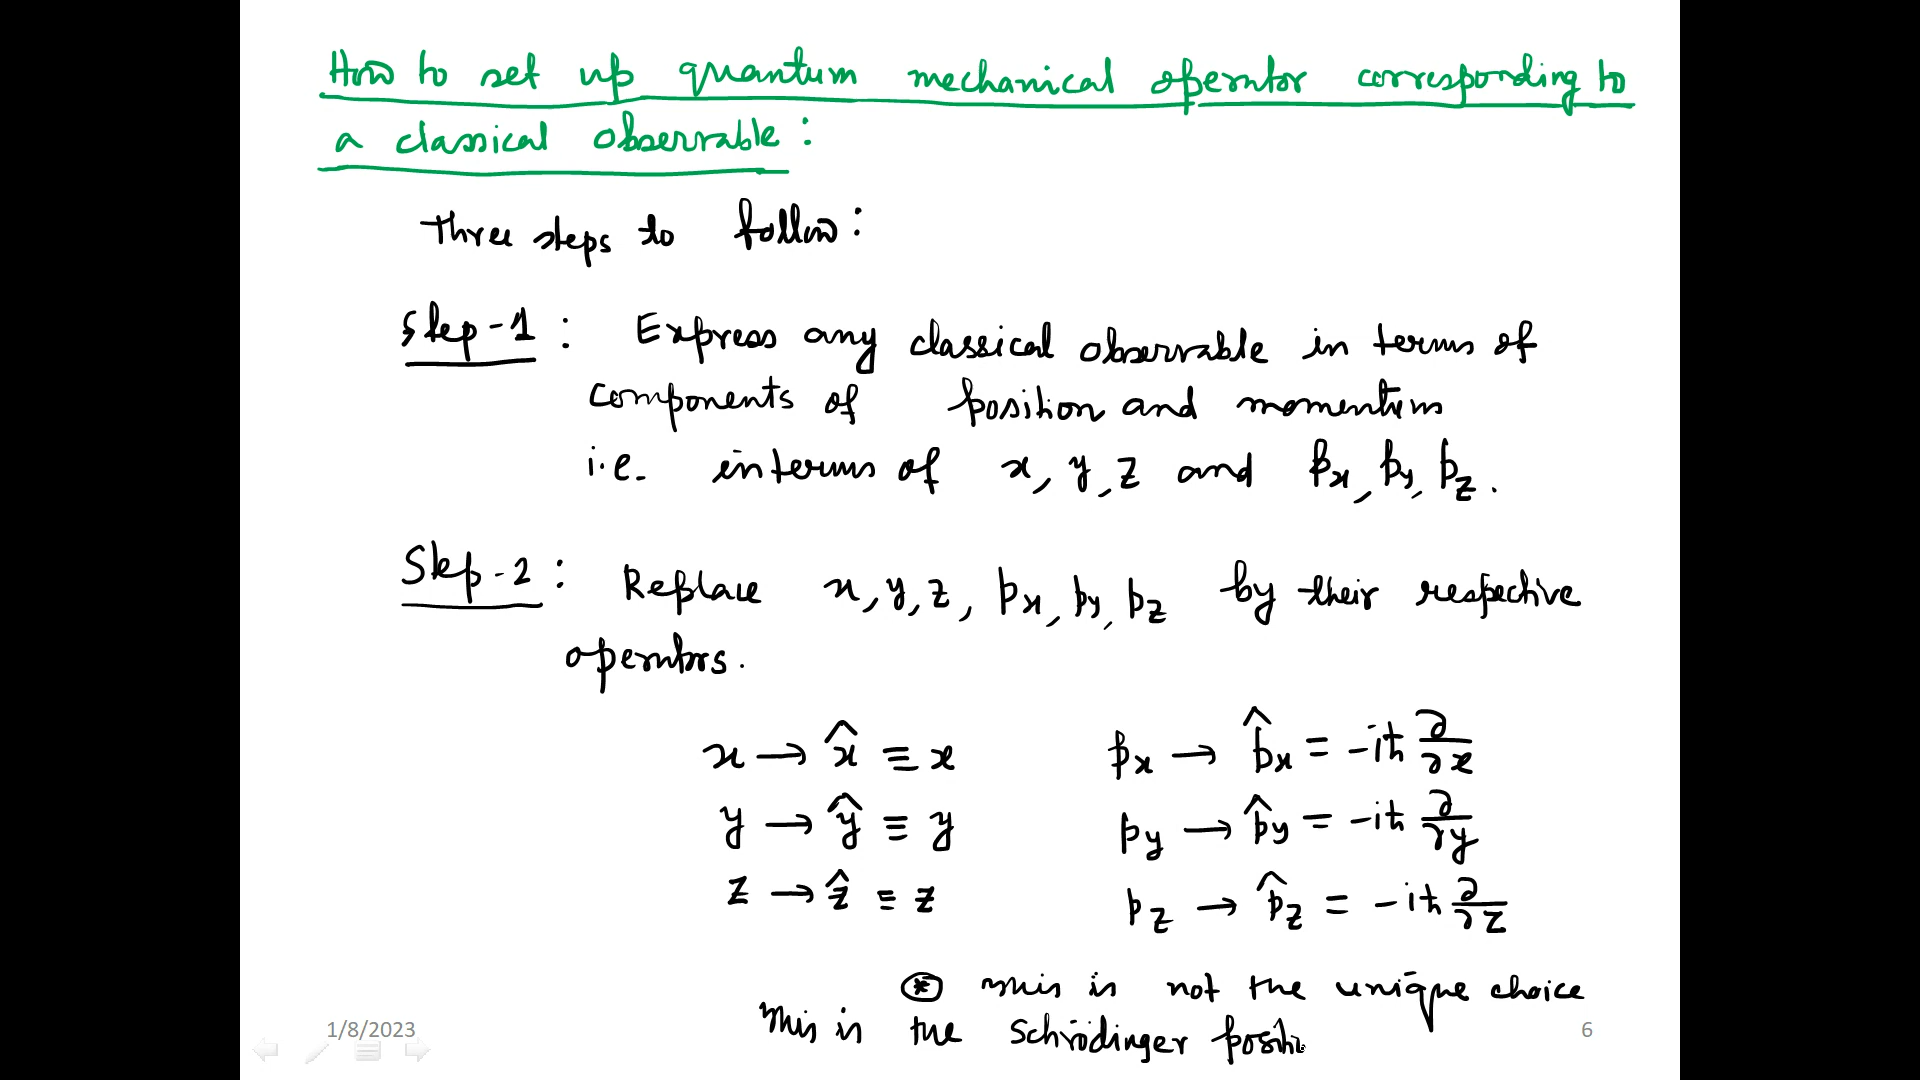 How to set up quantum mechanical operator corresponding to
a classical observable:
Three steps to follow:
Step-1: Express any classical observable in terms of
components of position and momentum
i.e. in terms of x, y, z and px, py, pz.
Step-2: Replace x, y, z, px, py, pz by their respective
operators.
x → x̂ ≡ x    px → p̂x = -iħ ∂/∂x
y → ŷ ≡ y    py → p̂y = -iħ ∂/∂y
z → ẑ ≡ z    pz → p̂z = -iħ ∂/∂z
⊛ This is not the unique choice
This is the Schrödinger positi
1/8/2023
6